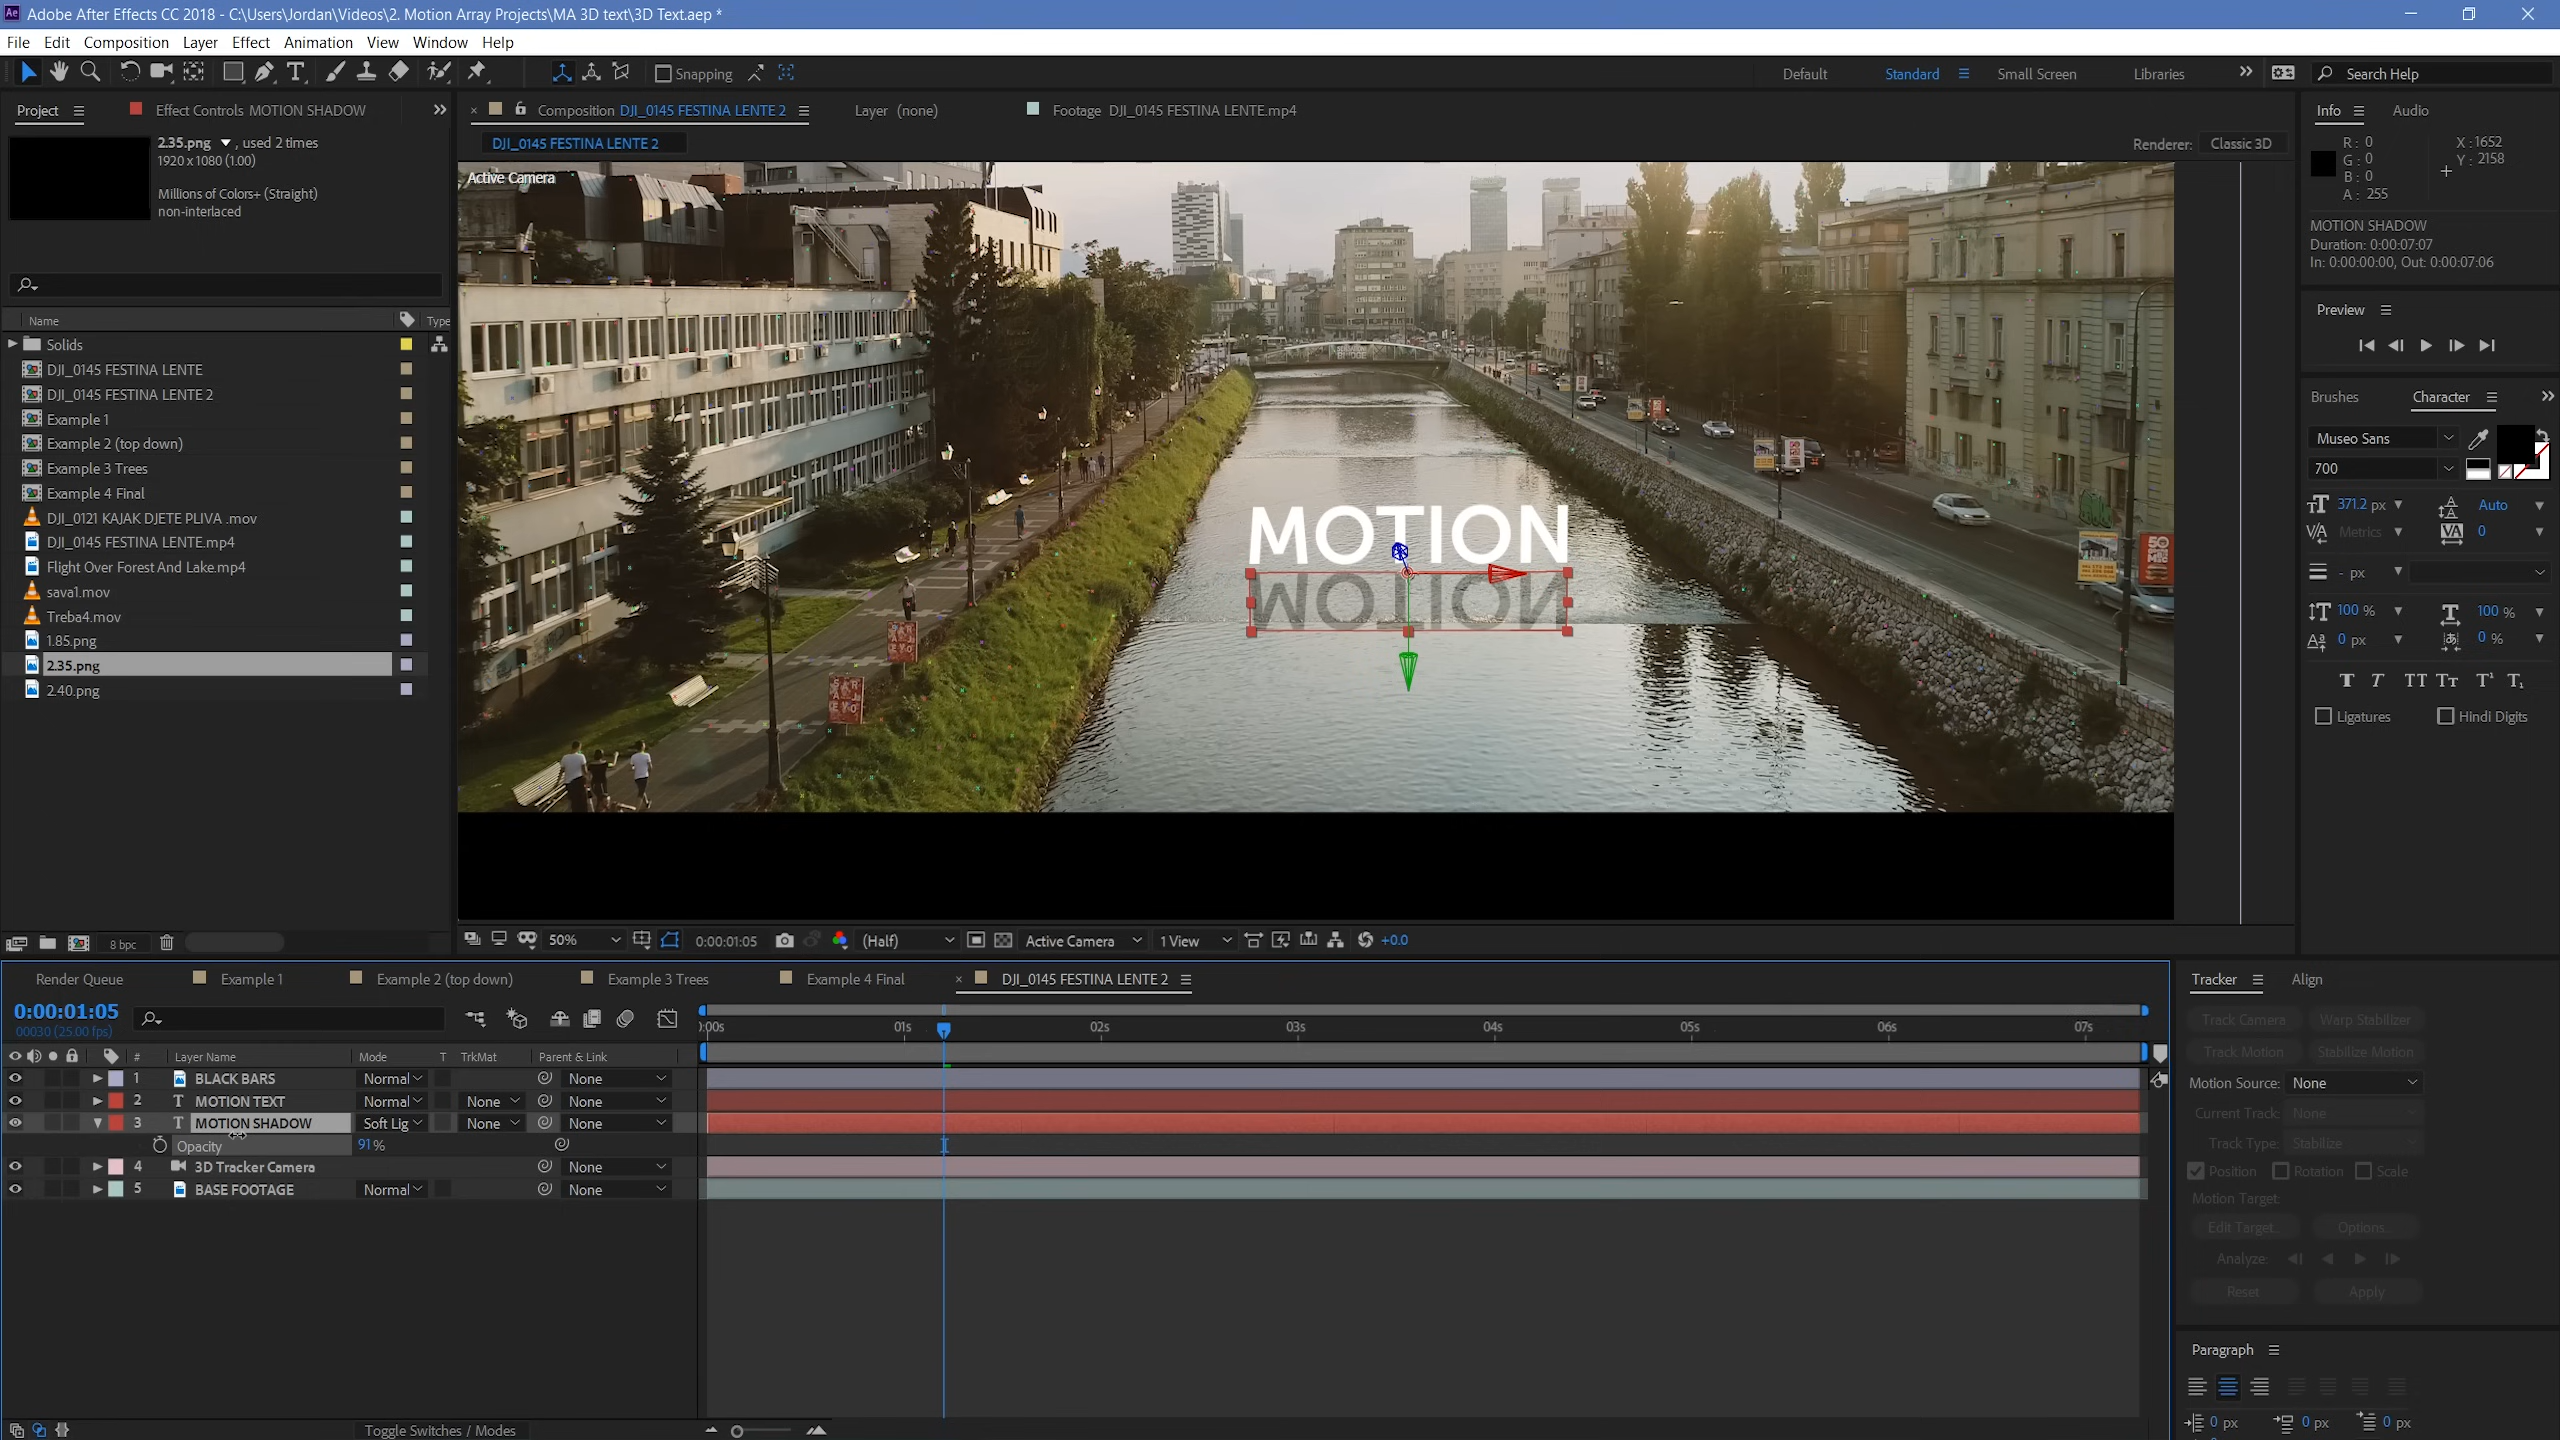 Adobe After Effects CC 2018 - C:\Users\Jordan\Videos\2. Motion Array Projects\MA 3D text\3D Text.aep *
File Edit Composition Layer Effect Animation View Window Help
Snapping Default Standard Small Screen Libraries Search Help
Project Effect Controls MOTION SHADOW
2.35.png , used 2 times
1920 x 1080 (1.00)
Millions of Colors+ (Straight)
non-interlaced
Name Type
Solids
DJI_0145 FESTINA LENTE
DJI_0145 FESTINA LENTE 2
Example 1
Example 2 (top down)
Example 3 Trees
Example 4 Final
DJI_0121 KAJAK DJETE PLIVA .mov
DJI_0145 FESTINA LENTE.mp4
Flight Over Forest And Lake.mp4
sava1.mov
Treba4.mov
1.85.png
2.35.png
2.40.png
8 bpc
Composition DJI_0145 FESTINA LENTE 2 Layer (none) Footage DJI_0145 FESTINA LENTE.mp4
DJI_0145 FESTINA LENTE 2 Renderer: Classic 3D
Active Camera
MOTION
MOTION
50% 0:00:01:05 (Half) Active Camera 1 View +0.0
Info Audio
R: 0 X: 1652
G: 0 Y: 2158
B: 0
A: 255
MOTION SHADOW
Duration: 0:00:07:07
In: 0:00:00:00, Out: 0:00:07:06
Preview
Brushes Character
Museo Sans
700
371.2 px Auto
Metrics 0
- px
100 % 100 %
0 px 0 %
T T TT Tт T¹ T₁
Ligatures Hindi Digits
Render Queue Example 1 Example 2 (top down) Example 3 Trees Example 4 Final DJI_0145 FESTINA LENTE 2
0:00:01:05
00030 (25.00 fps)
:00s 01s 02s 03s 04s 05s 06s 07s
# Layer Name Mode T TrkMat Parent & Link
1 BLACK BARS Normal None
2 T MOTION TEXT Normal None None
3 T MOTION SHADOW Soft Lig None None
Opacity 91%
4 3D Tracker Camera None
5 BASE FOOTAGE Normal None
Toggle Switches / Modes
Tracker Align
Track Camera Warp Stabilizer
Track Motion Stabilize Motion
Motion Source: None
Current Track: None
Track Type: Stabilize
Position Rotation Scale
Motion Target:
Edit Target... Options...
Analyze:
Reset Apply
Paragraph
0 px 0 px 0 px